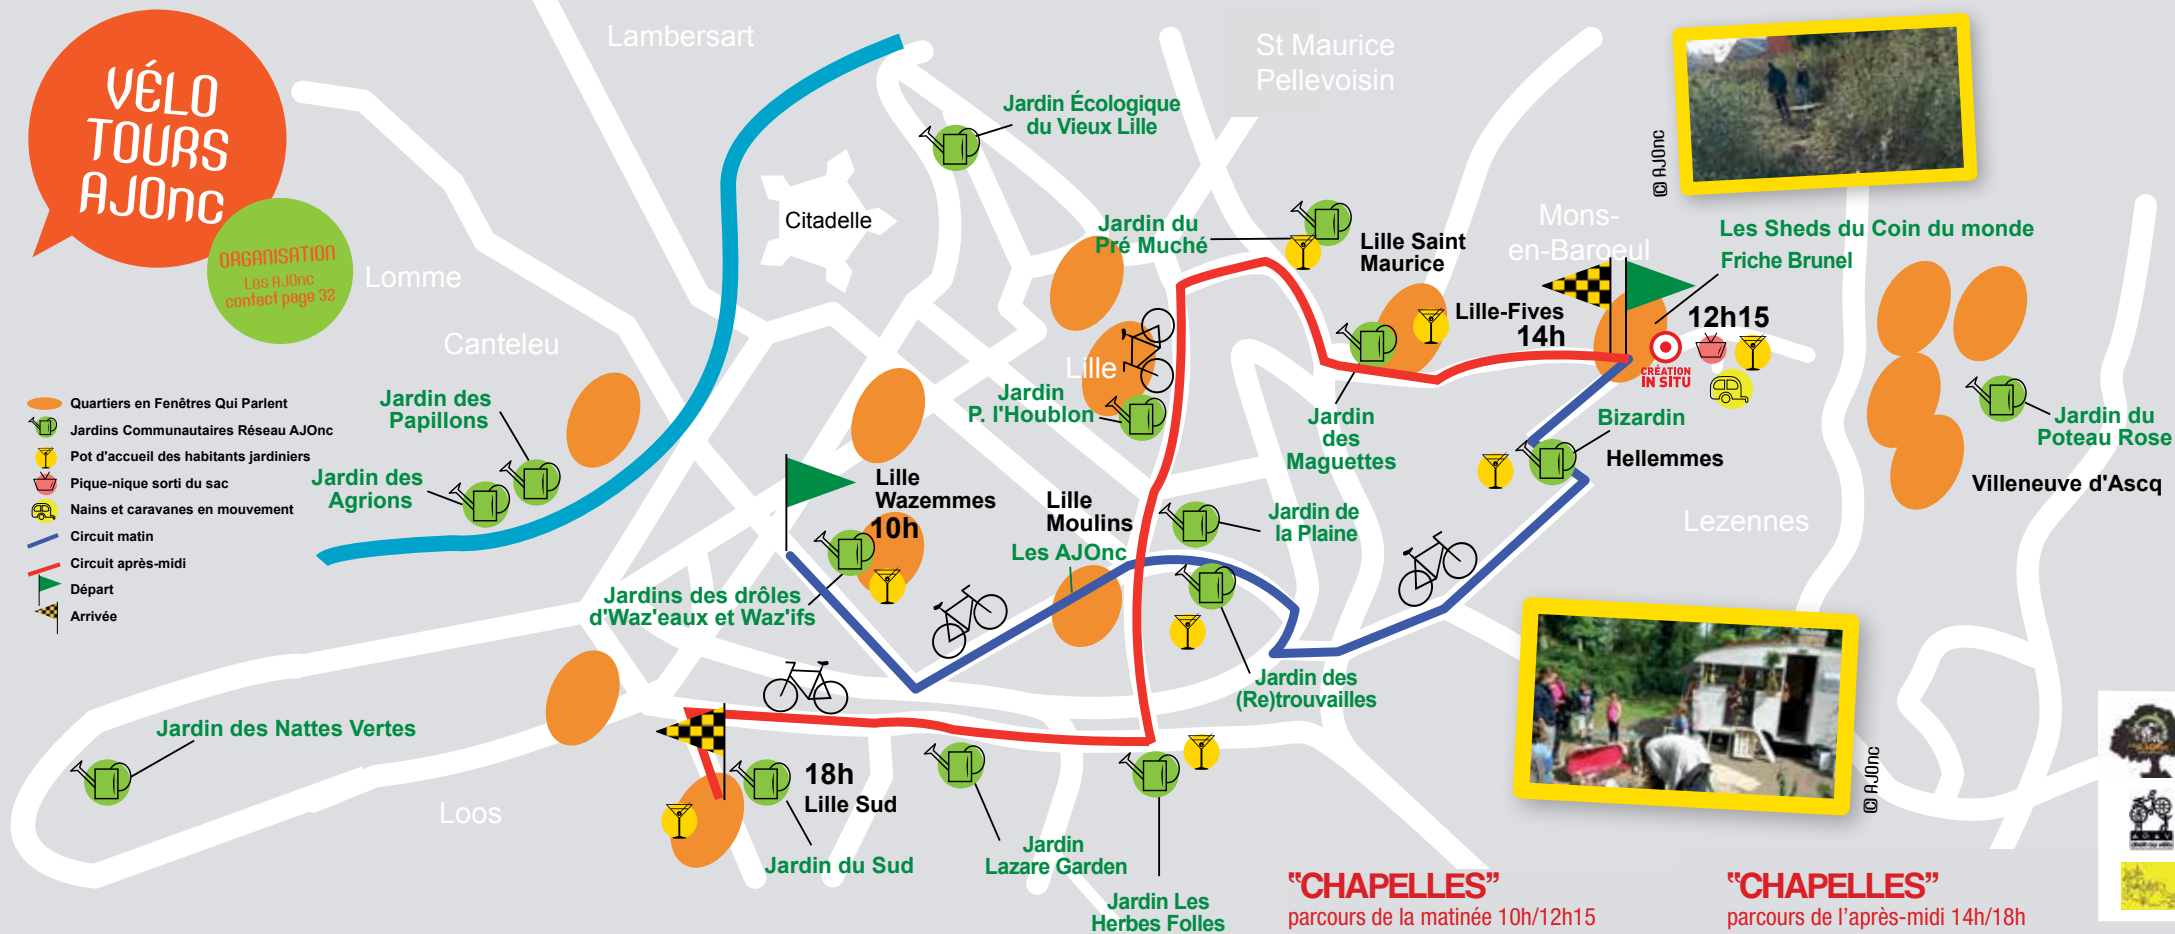 VÉLO
TOURS
AJOnc
ORGANISATION
Les AJOnc
contact page 32
Lambersart
St Maurice
Pellevoisin
Jardin Écologique
du Vieux Lille
(C) AJOnc
Citadelle
Lomme
Canteleu
Jardin du
Pré Muché
Lille Saint
Maurice
Mons-
en-Baroeul
Les Sheds du Coin du monde
Friche Brunel
Lille-Fives
14h
12h15
CRÉATION
IN SITU
Lille
Jardin
P. l'Houblon
Jardin
des
Maguettes
Bizardin
Hellemmes
Jardin du
Poteau Rose
Villeneuve d'Ascq
Lezennes
Quartiers en Fenêtres Qui Parlent
Jardins Communautaires Réseau AJOnc
Pot d'accueil des habitants jardiniers
Pique-nique sorti du sac
Nains et caravanes en mouvement
Circuit matin
Circuit après-midi
Départ
Arrivée
Jardin des
Papillons
Jardin des
Agrions
Lille
Wazemmes
10h
Lille
Moulins
Les AJOnc
Jardin de
la Plaine
Jardins des drôles
d'Waz'eaux et Waz'ifs
Jardin des
(Re)trouvailles
Jardin des Nattes Vertes
Loos
18h
Lille Sud
Jardin du Sud
Jardin
Lazare Garden
Jardin Les
Herbes Folles
(C) AJOnc
"CHAPELLES"
parcours de la matinée 10h/12h15
"CHAPELLES"
parcours de l'après-midi 14h/18h